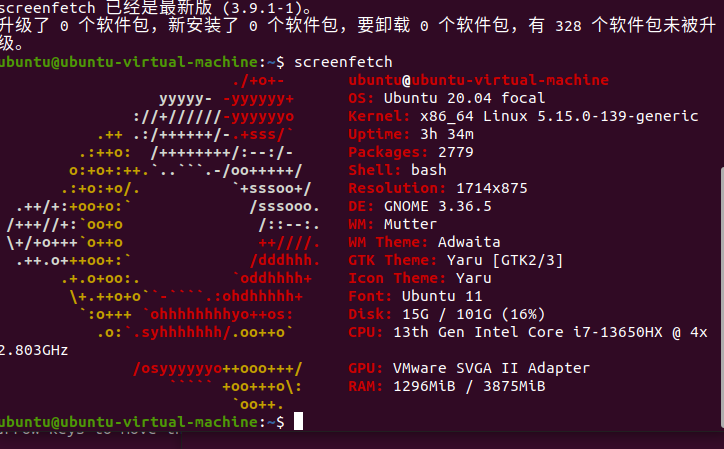 screenfetch 已经是最新版 (3.9.1-1)。
升级了 0 个软件包，新安装了 0 个软件包，要卸载 0 个软件包，有 328 个软件包未被升
级。
ubuntu@ubuntu-virtual-machine:~$ screenfetch
                          ./+o+-       ubuntu@ubuntu-virtual-machine
                  yyyyy- -yyyyyy+      OS: Ubuntu 20.04 focal
               ://+//////-yyyyyyo      Kernel: x86_64 Linux 5.15.0-139-generic
           .++ .:/++++++/-.+sss/`      Uptime: 3h 34m
         .:++o:  /++++++++/:--:/-      Packages: 2779
        o:+o+:++.`..```.-/oo+++++/     Shell: bash
       .:+o:+o/.          `+sssoo+/    Resolution: 1714x875
  .++/+:+oo+o:`             /sssooo.   DE: GNOME 3.36.5
 /+++//+:`oo+o               /::--:.   WM: Mutter
 \+/+o+++`o++o               ++////.   WM Theme: Adwaita
  .++.o+++oo+:`             /dddhhh.   GTK Theme: Yaru [GTK2/3]
       .+.o+oo:.          `oddhhhh+    Icon Theme: Yaru
        \+.++o+o``-````.:ohdhhhhh+     Font: Ubuntu 11
         `:o+++ `ohhhhhhhhyo++os:      Disk: 15G / 101G (16%)
           .o:`.syhhhhhhh/.oo++o`      CPU: 13th Gen Intel Core i7-13650HX @ 4x
2.803GHz
               /osyyyyyyo++ooo+++/     GPU: VMware SVGA II Adapter
                   ````` +oo+++o\:     RAM: 1296MiB / 3875MiB
                          `oo++.
ubuntu@ubuntu-virtual-machine:~$